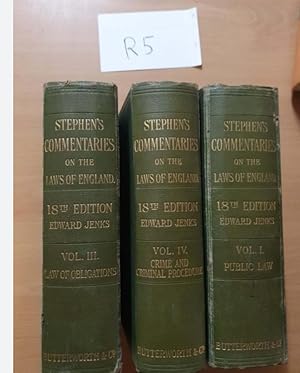 R5
STEPHEN'S
COMMENTARIES
ON THE
LAWS OF ENGLAND.
18TH EDITION
EDWARD JENKS
VOL. III.
LAW OF OBLIGATIONS
BUTTERWORTH & CO
STEPHEN'S
COMMENTARIES
ON THE
LAWS OF ENGLAND.
18TH EDITION
EDWARD JENKS
VOL. IV.
CRIME AND
CRIMINAL PROCEDURE
BUTTERWORTH & CO
STEPHEN'S
COMMENTARIES
ON THE
LAWS OF ENGLAND.
18TH EDITION
EDWARD JENKS
VOL. I.
PUBLIC LAW
BUTTERWORTH & CO